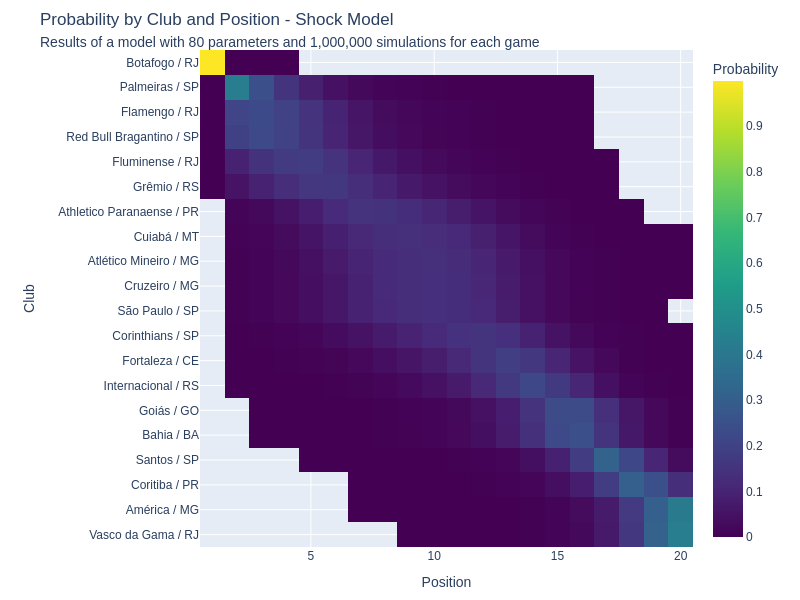 Probability by Club and Position - Shock Model
Results of a model with 80 parameters and 1,000,000 simulations for each game
Probability
Botafogo / RJ
Palmeiras / SP
Flamengo / RJ
Red Bull Bragantino / SP
Fluminense / RJ
Grêmio / RS
Athletico Paranaense / PR
Cuiabá / MT
Atlético Mineiro / MG
Cruzeiro / MG
São Paulo / SP
Corinthians / SP
Fortaleza / CE
Internacional / RS
Goiás / GO
Bahia / BA
Santos / SP
Coritiba / PR
América / MG
Vasco da Gama / RJ
Club
5
10
15
20
Position
0.9
0.8
0.7
0.6
0.5
0.4
0.3
0.2
0.1
0